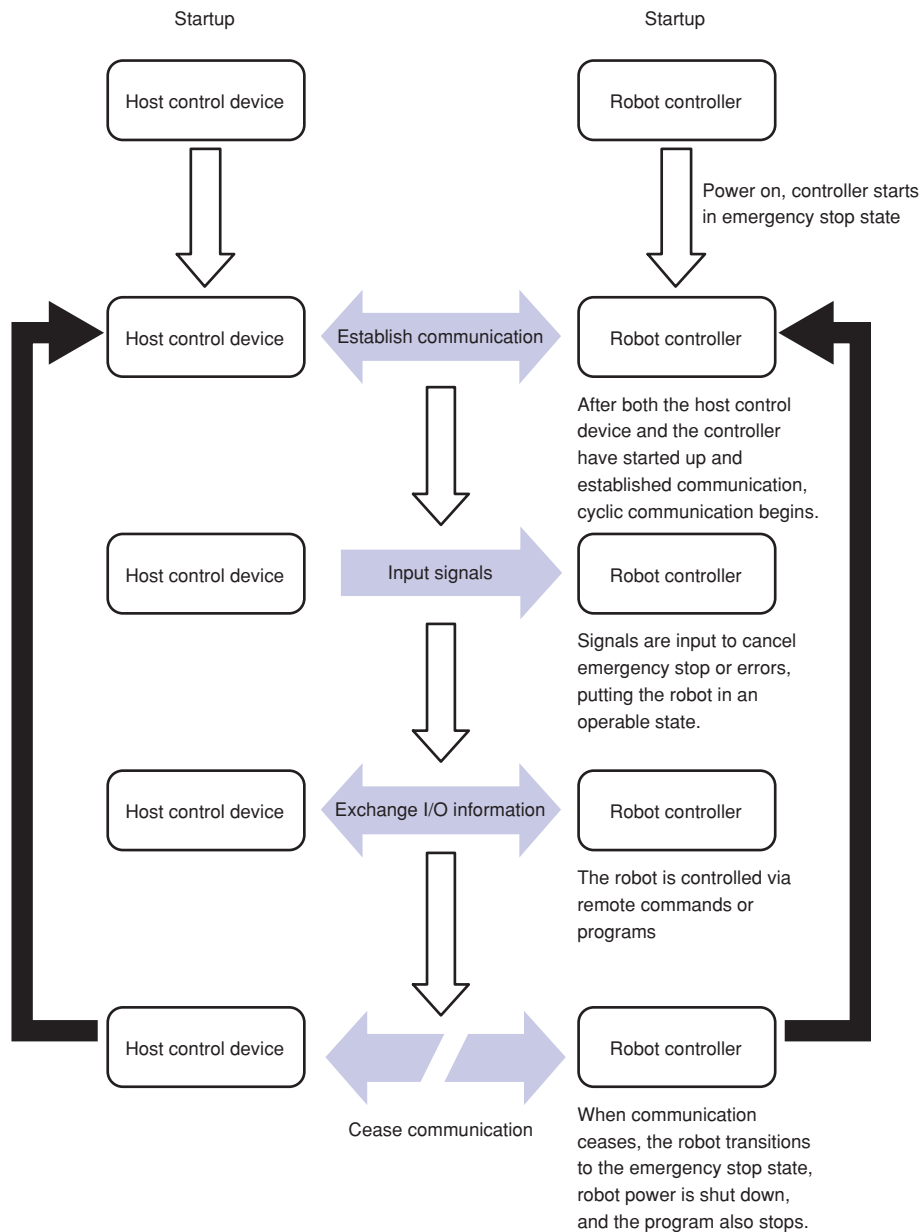 Startup
Startup
Host control device
Robot controller
Power on, controller starts
in emergency stop state
Host control device
Establish communication
Robot controller
After both the host control
device and the controller
have started up and
established communication,
cyclic communication begins.
Host control device
Input signals
Robot controller
Signals are input to cancel
emergency stop or errors,
putting the robot in an
operable state.
Host control device
Exchange I/O information
Robot controller
The robot is controlled via
remote commands or
programs
Host control device
Robot controller
Cease communication
When communication
ceases, the robot transitions
to the emergency stop state,
robot power is shut down,
and the program also stops.